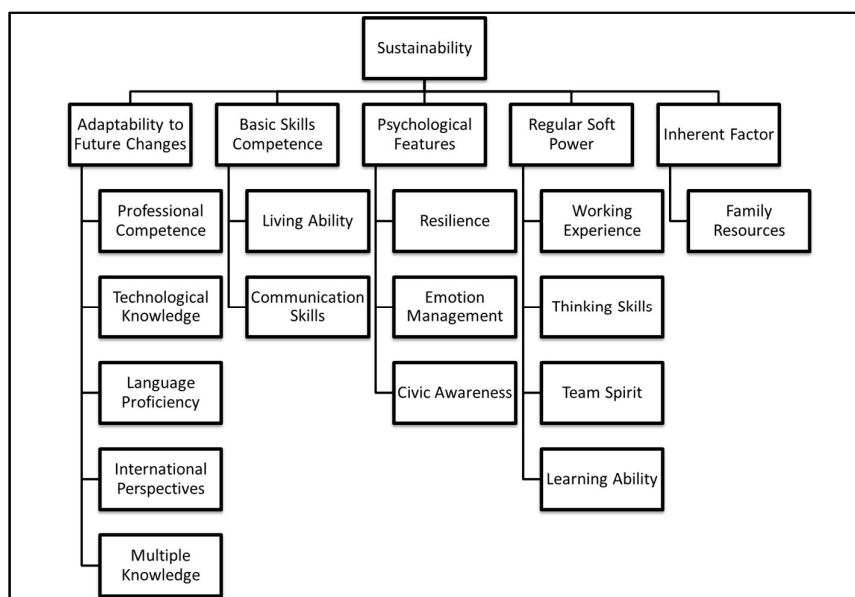 Sustainability
Adaptability to
Future Changes
Basic Skills
Competence
Psychological
Features
Regular Soft
Power
Inherent Factor
Professional
Competence
Technological
Knowledge
Language
Proficiency
International
Perspectives
Multiple
Knowledge
Living Ability
Communication
Skills
Resilience
Emotion
Management
Civic Awareness
Working
Experience
Thinking Skills
Team Spirit
Learning Ability
Family
Resources